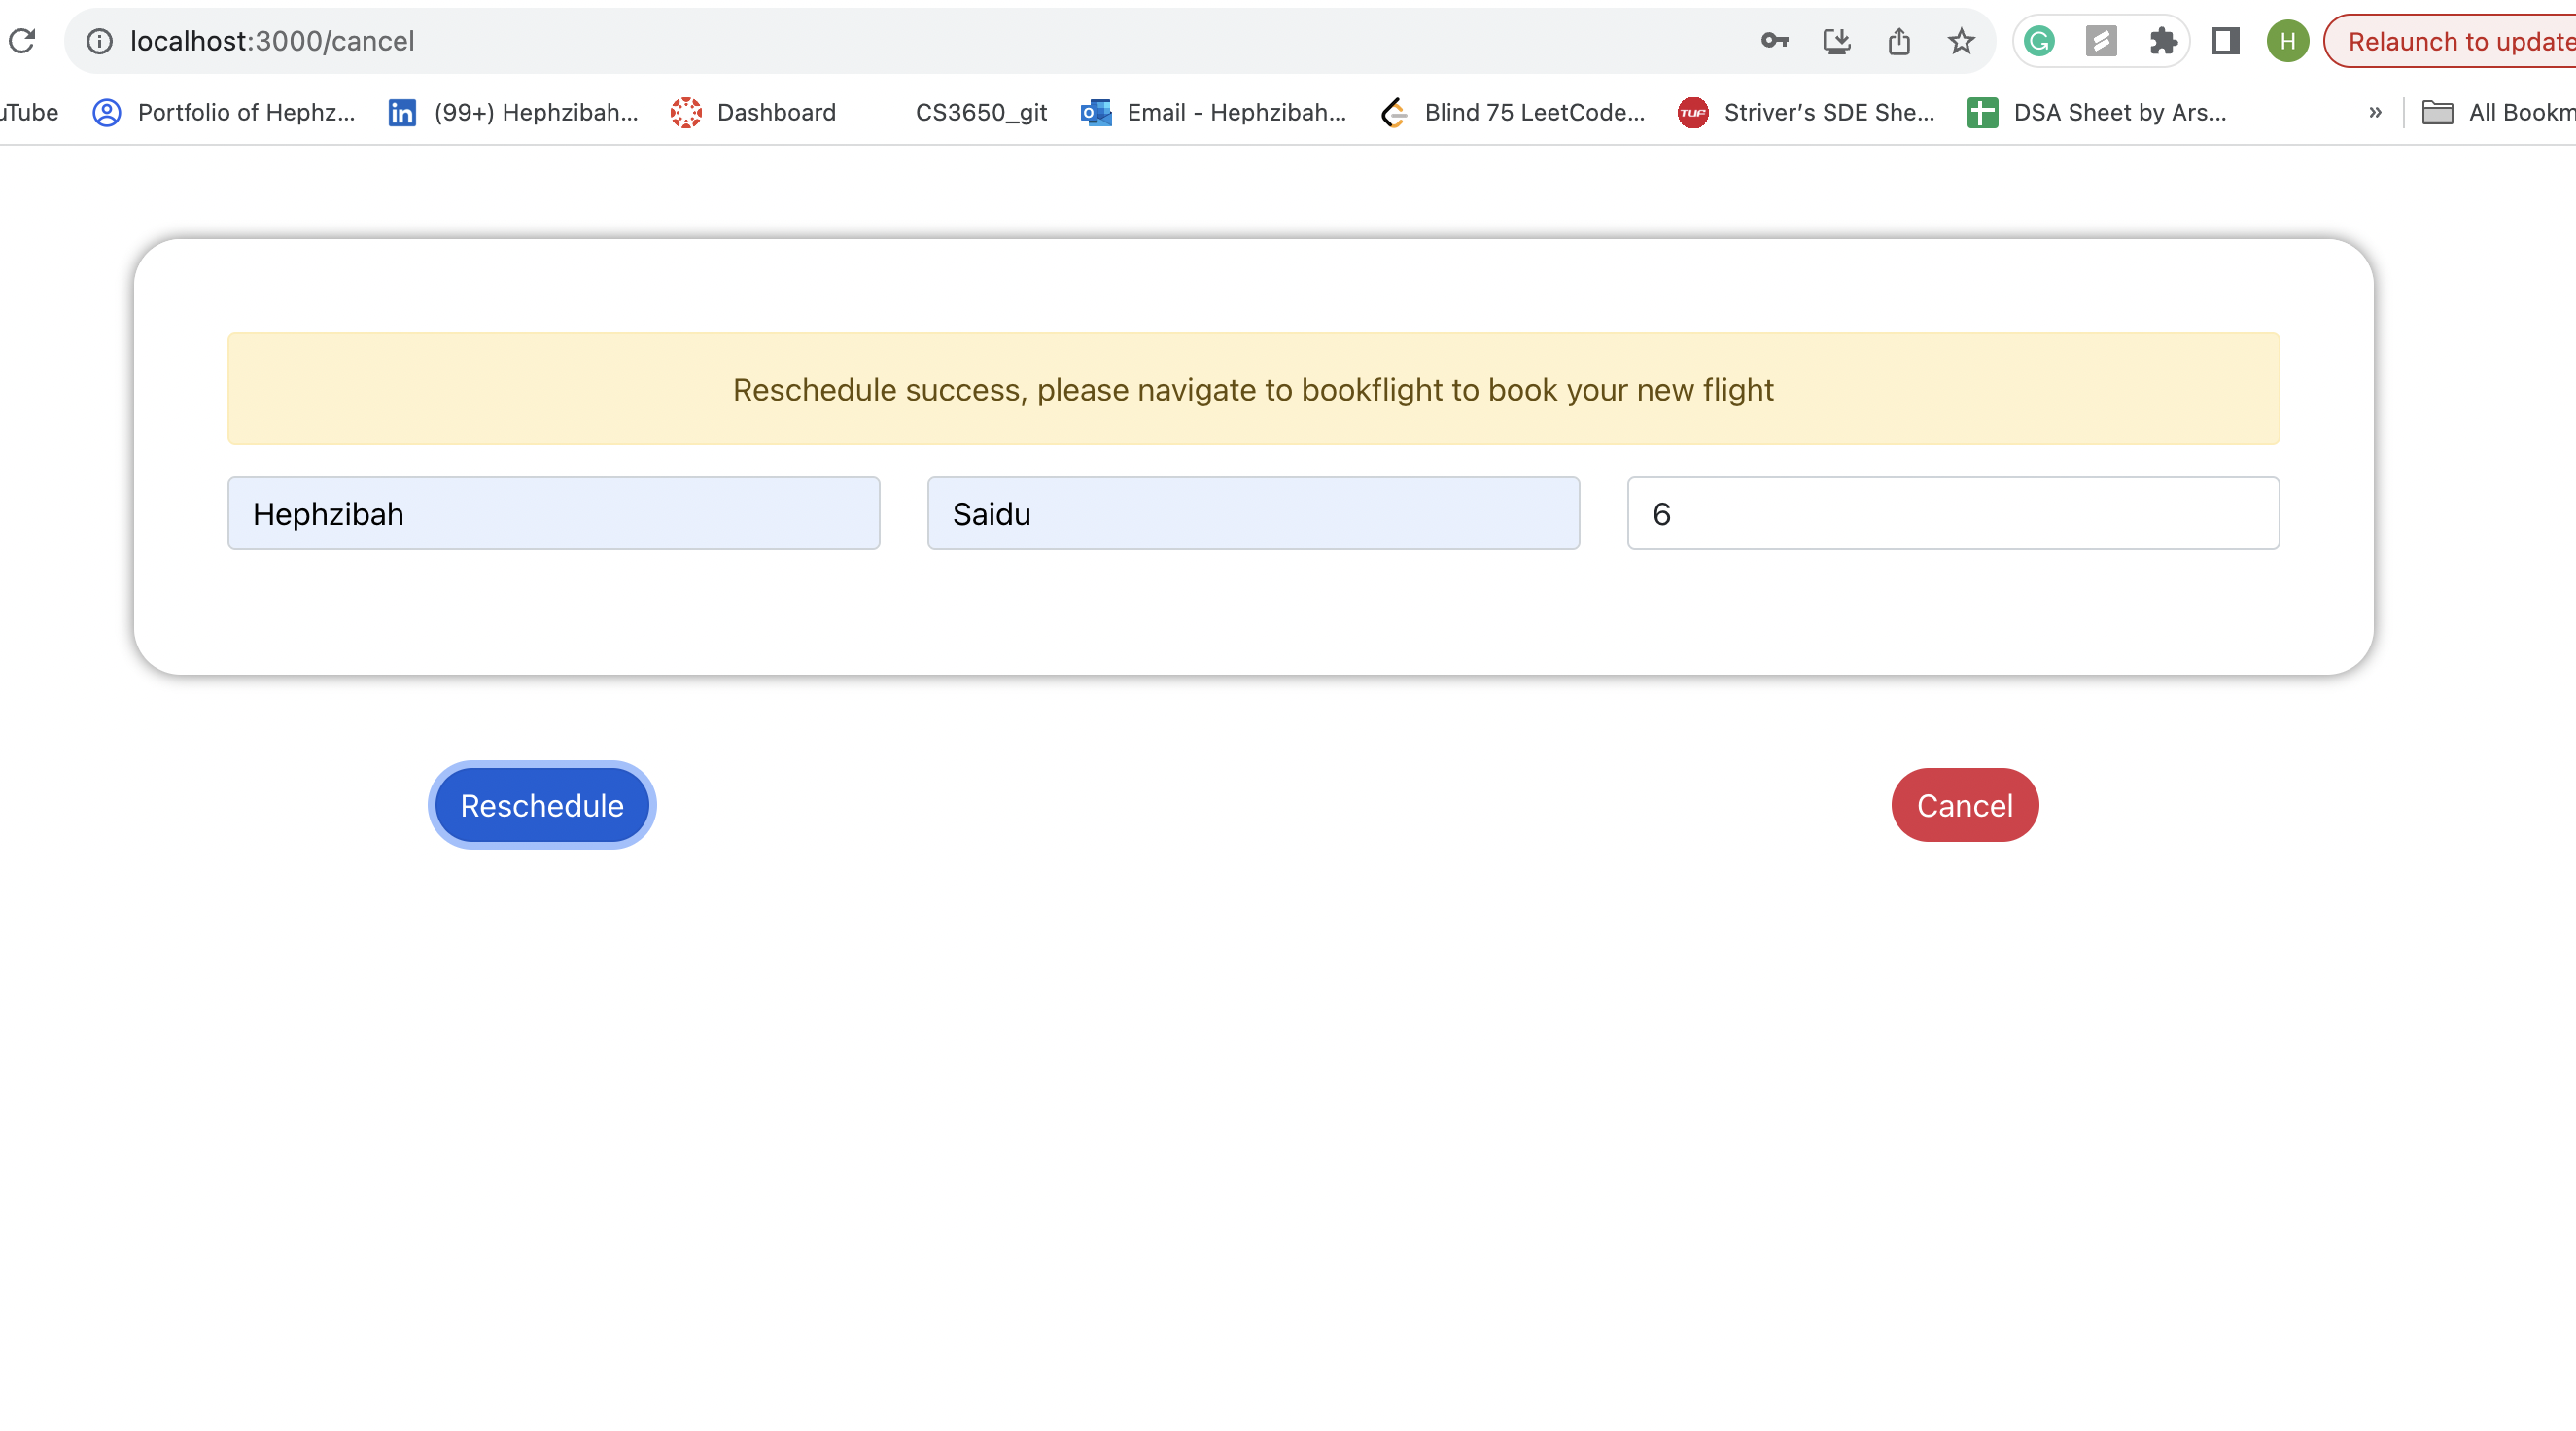 localhost:3000/cancel
G
H
Relaunch to update
uTube
Portfolio of Hephz...
in
(99+) Hephzibah...
Dashboard
CS3650_git
Email - Hephzibah...
Blind 75 LeetCode...
TUF
Striver’s SDE She...
DSA Sheet by Ars...
»
All Bookm
Reschedule success, please navigate to bookflight to book your new flight
Hephzibah
Saidu
6
Reschedule
Cancel